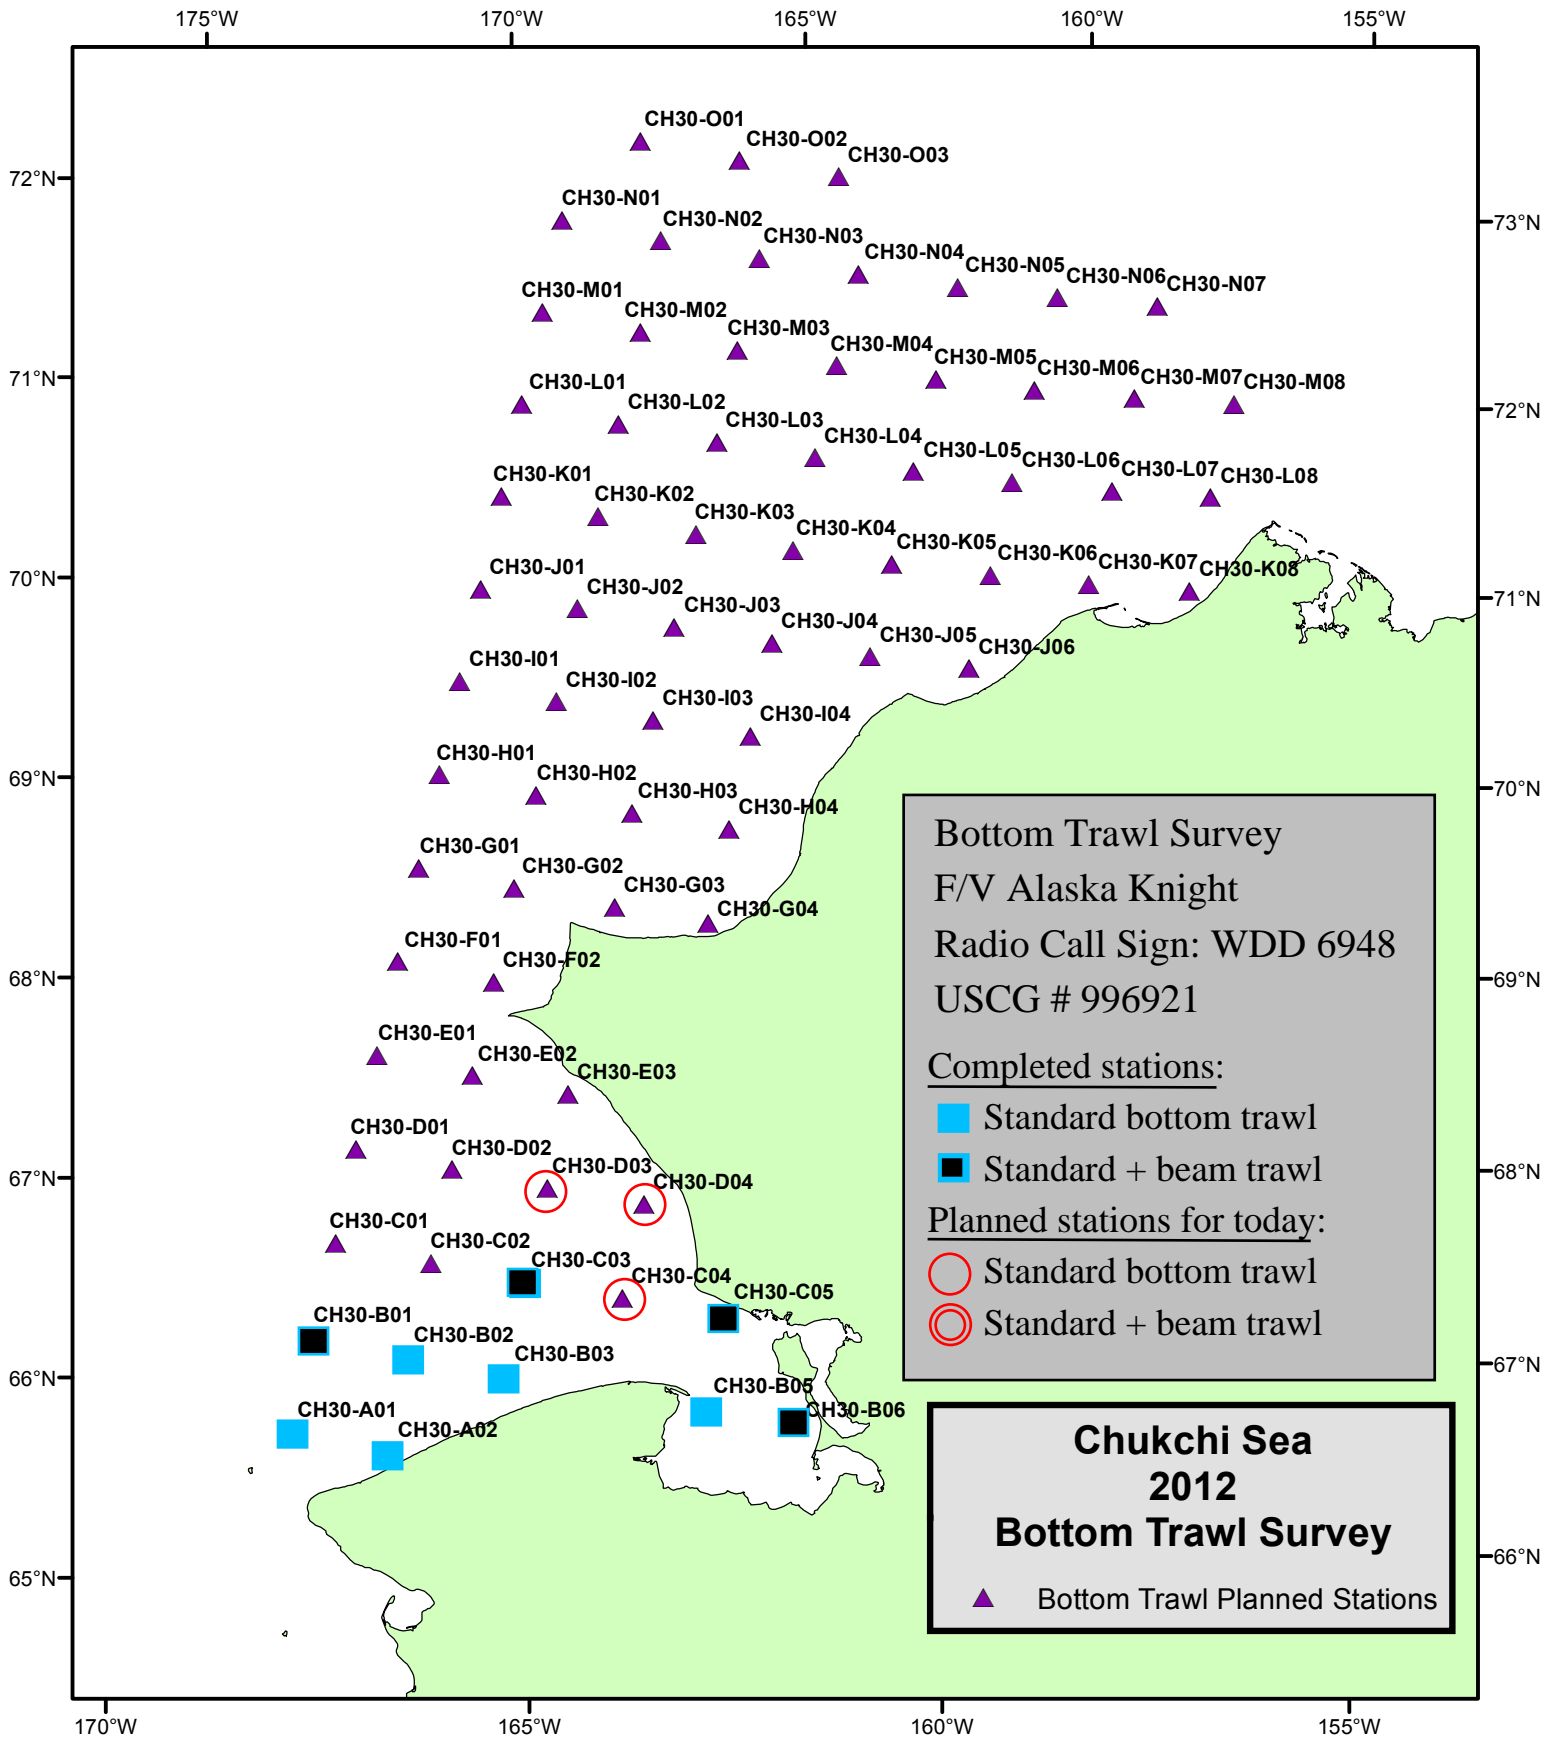 175°W 170°W 165°W 160°W 155°W
CH30-O01
CH30-O02
CH30-O03
72°N
CH30-N01
CH30-N02
73°N
CH30-N03
CH30-N04
CH30-N05
CH30-N06
CH30-N07
CH30-M01
CH30-M02
CH30-M03
CH30-M04
CH30-M05
CH30-M06
CH30-M07
CH30-M08
71°N
CH30-L01
CH30-L02
72°N
CH30-L03
CH30-L04
CH30-L05
CH30-L06
CH30-L07
CH30-L08
CH30-K01
CH30-K02
CH30-K03
CH30-K04
CH30-K05
CH30-K06
CH30-K07
CH30-K08
70°N
CH30-J01
CH30-J02
71°N
CH30-J03
CH30-J04
CH30-J05
CH30-J06
CH30-I01
CH30-I02
CH30-I03
CH30-I04
CH30-H01
69°N
CH30-H02
70°N
CH30-H03
CH30-H04
CH30-G01
CH30-G02
CH30-G03
CH30-G04
CH30-F01
CH30-F02
68°N
69°N
CH30-E01
CH30-E02
CH30-E03
CH30-D01
CH30-D02
CH30-D03
CH30-D04
67°N
68°N
CH30-C01
CH30-C02
CH30-C03
CH30-C04
CH30-C05
CH30-B01
CH30-B02
CH30-B03
66°N
67°N
CH30-B05
CH30-B06
CH30-A01
CH30-A02
65°N
66°N
Bottom Trawl Survey
F/V Alaska Knight
Radio Call Sign: WDD 6948
USCG # 996921
Completed stations:
Standard bottom trawl
Standard + beam trawl
Planned stations for today:
Standard bottom trawl
Standard + beam trawl
Chukchi Sea
2012
Bottom Trawl Survey
Bottom Trawl Planned Stations
170°W 165°W 160°W 155°W